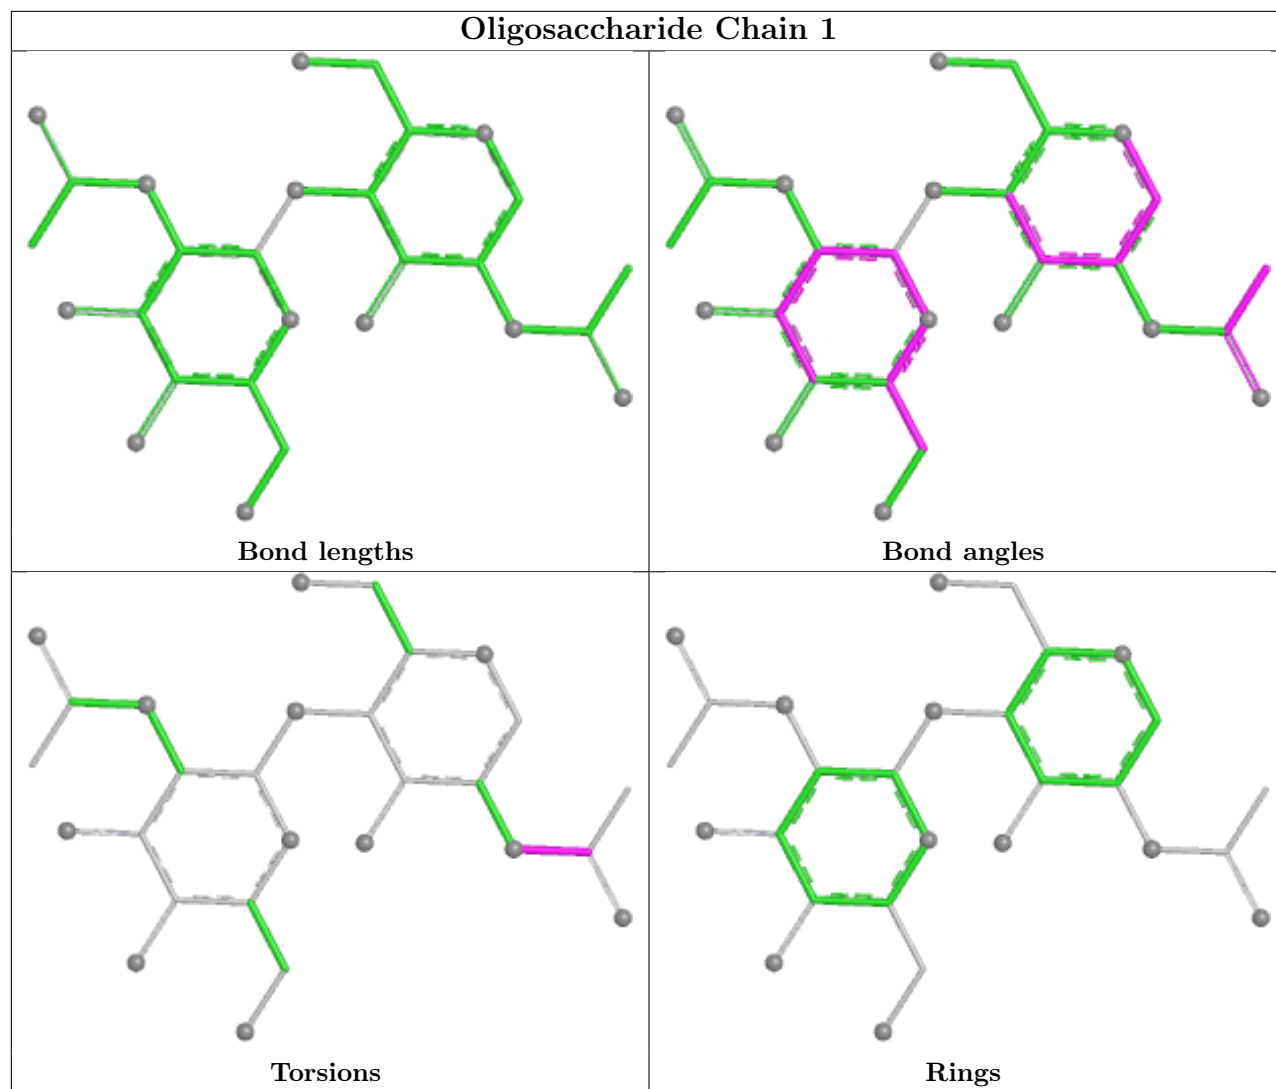 Oligosaccharide Chain 1
Bond lengths
Bond angles
Torsions
Rings